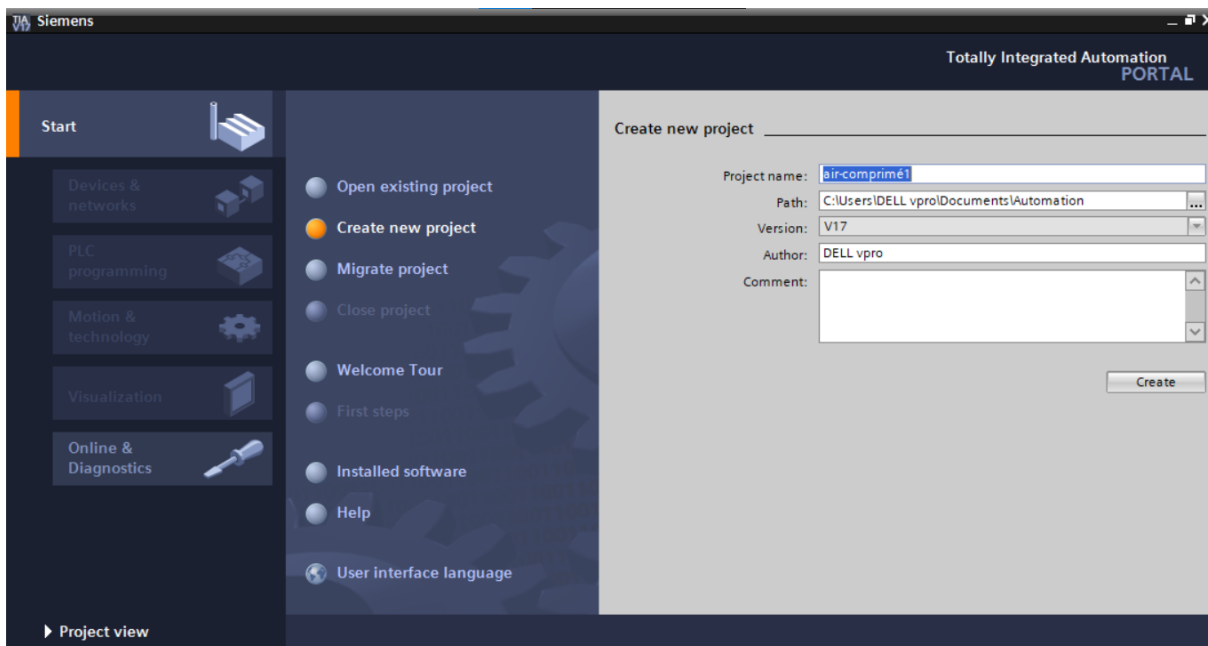 TIA
V17
Siemens
Totally Integrated Automation
PORTAL
Start
Devices &
networks
PLC
programming
Motion &
technology
Visualization
Online &
Diagnostics
Project view
Open existing project
Create new project
Migrate project
Close project
Welcome Tour
First steps
Installed software
Help
User interface language
Create new project
Project name: air-comprimé1
Path: C:\Users\DELL vpro\Documents\Automation
...
Version: V17
Author: DELL vpro
Comment:
Create